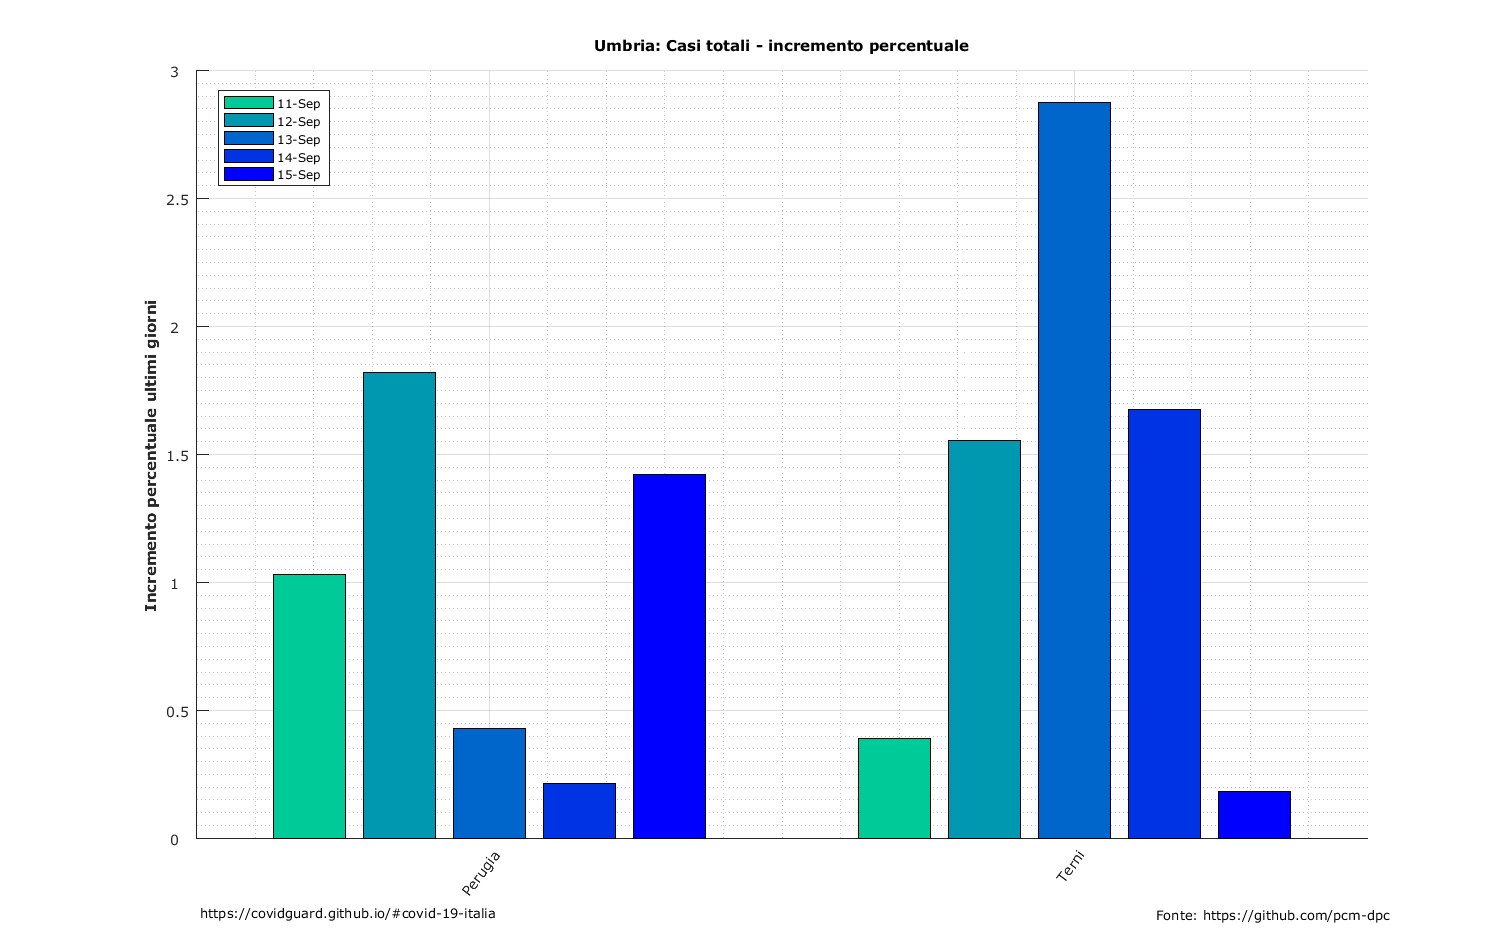 Umbria: Casi totali - incremento percentuale
3
2.5
2
1.5
1
0.5
0
Incremento percentuale ultimi giorni
11-Sep
12-Sep
13-Sep
14-Sep
15-Sep
Perugia
Terni
https://covidguard.github.io/#covid-19-italia
Fonte: https://github.com/pcm-dpc